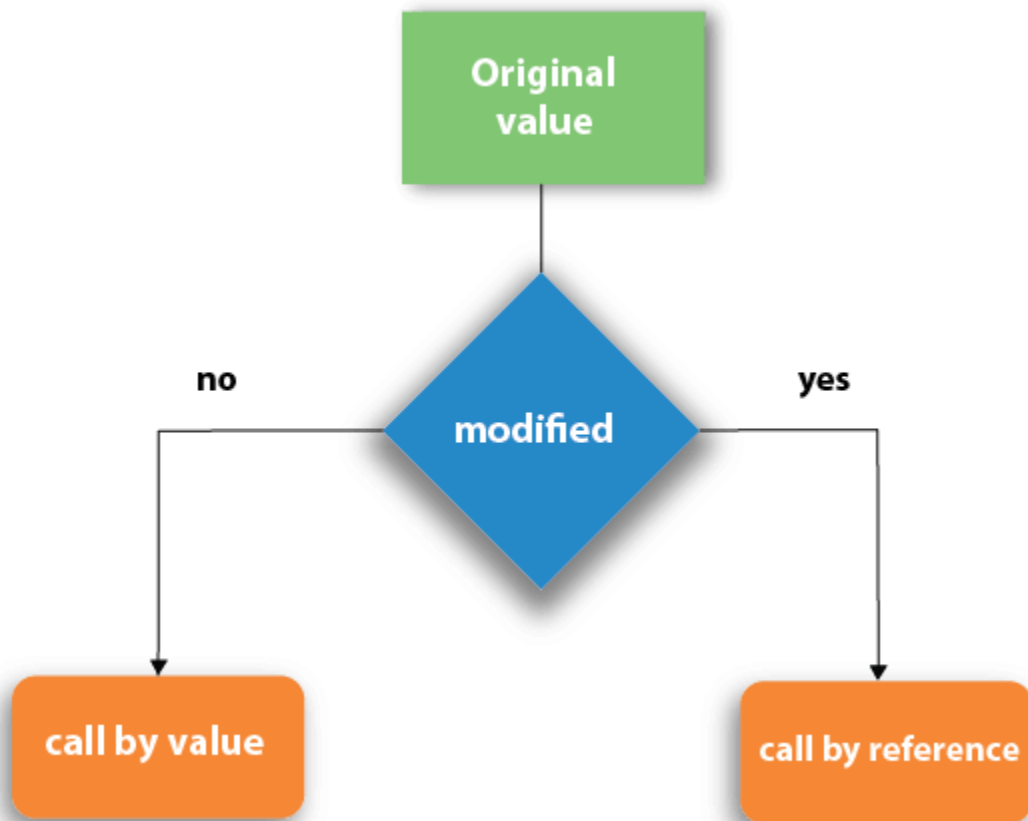 Original
value
no
yes
modified
call by value
call by reference